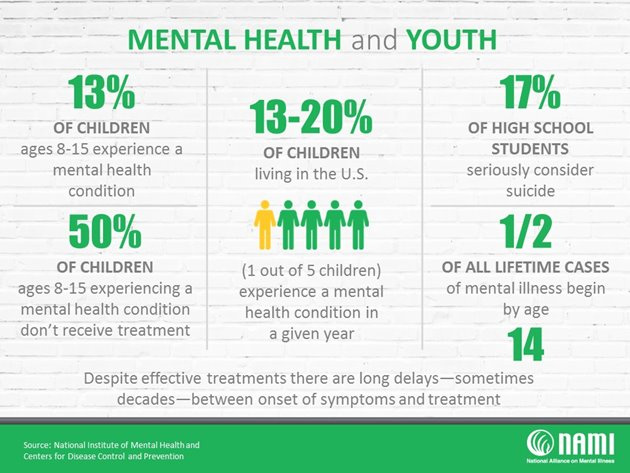 MENTAL HEALTH and YOUTH
13%
OF CHILDREN
ages 8-15 experience a
mental health
condition
50%
OF CHILDREN
ages 8-15 experiencing a
mental health condition
don't receive treatment
13-20%
OF CHILDREN
living in the U.S.
(1 out of 5 children)
experience a mental
health condition in
a given year
17%
OF HIGH SCHOOL
STUDENTS
seriously consider
suicide
1/2
OF ALL LIFETIME CASES
of mental illness begin
by age
14
Despite effective treatments there are long delays—sometimes
decades—between onset of symptoms and treatment
Source: National Institute of Mental Health and
Centers for Disease Control and Prevention
NAMI
National Alliance on Mental Illness